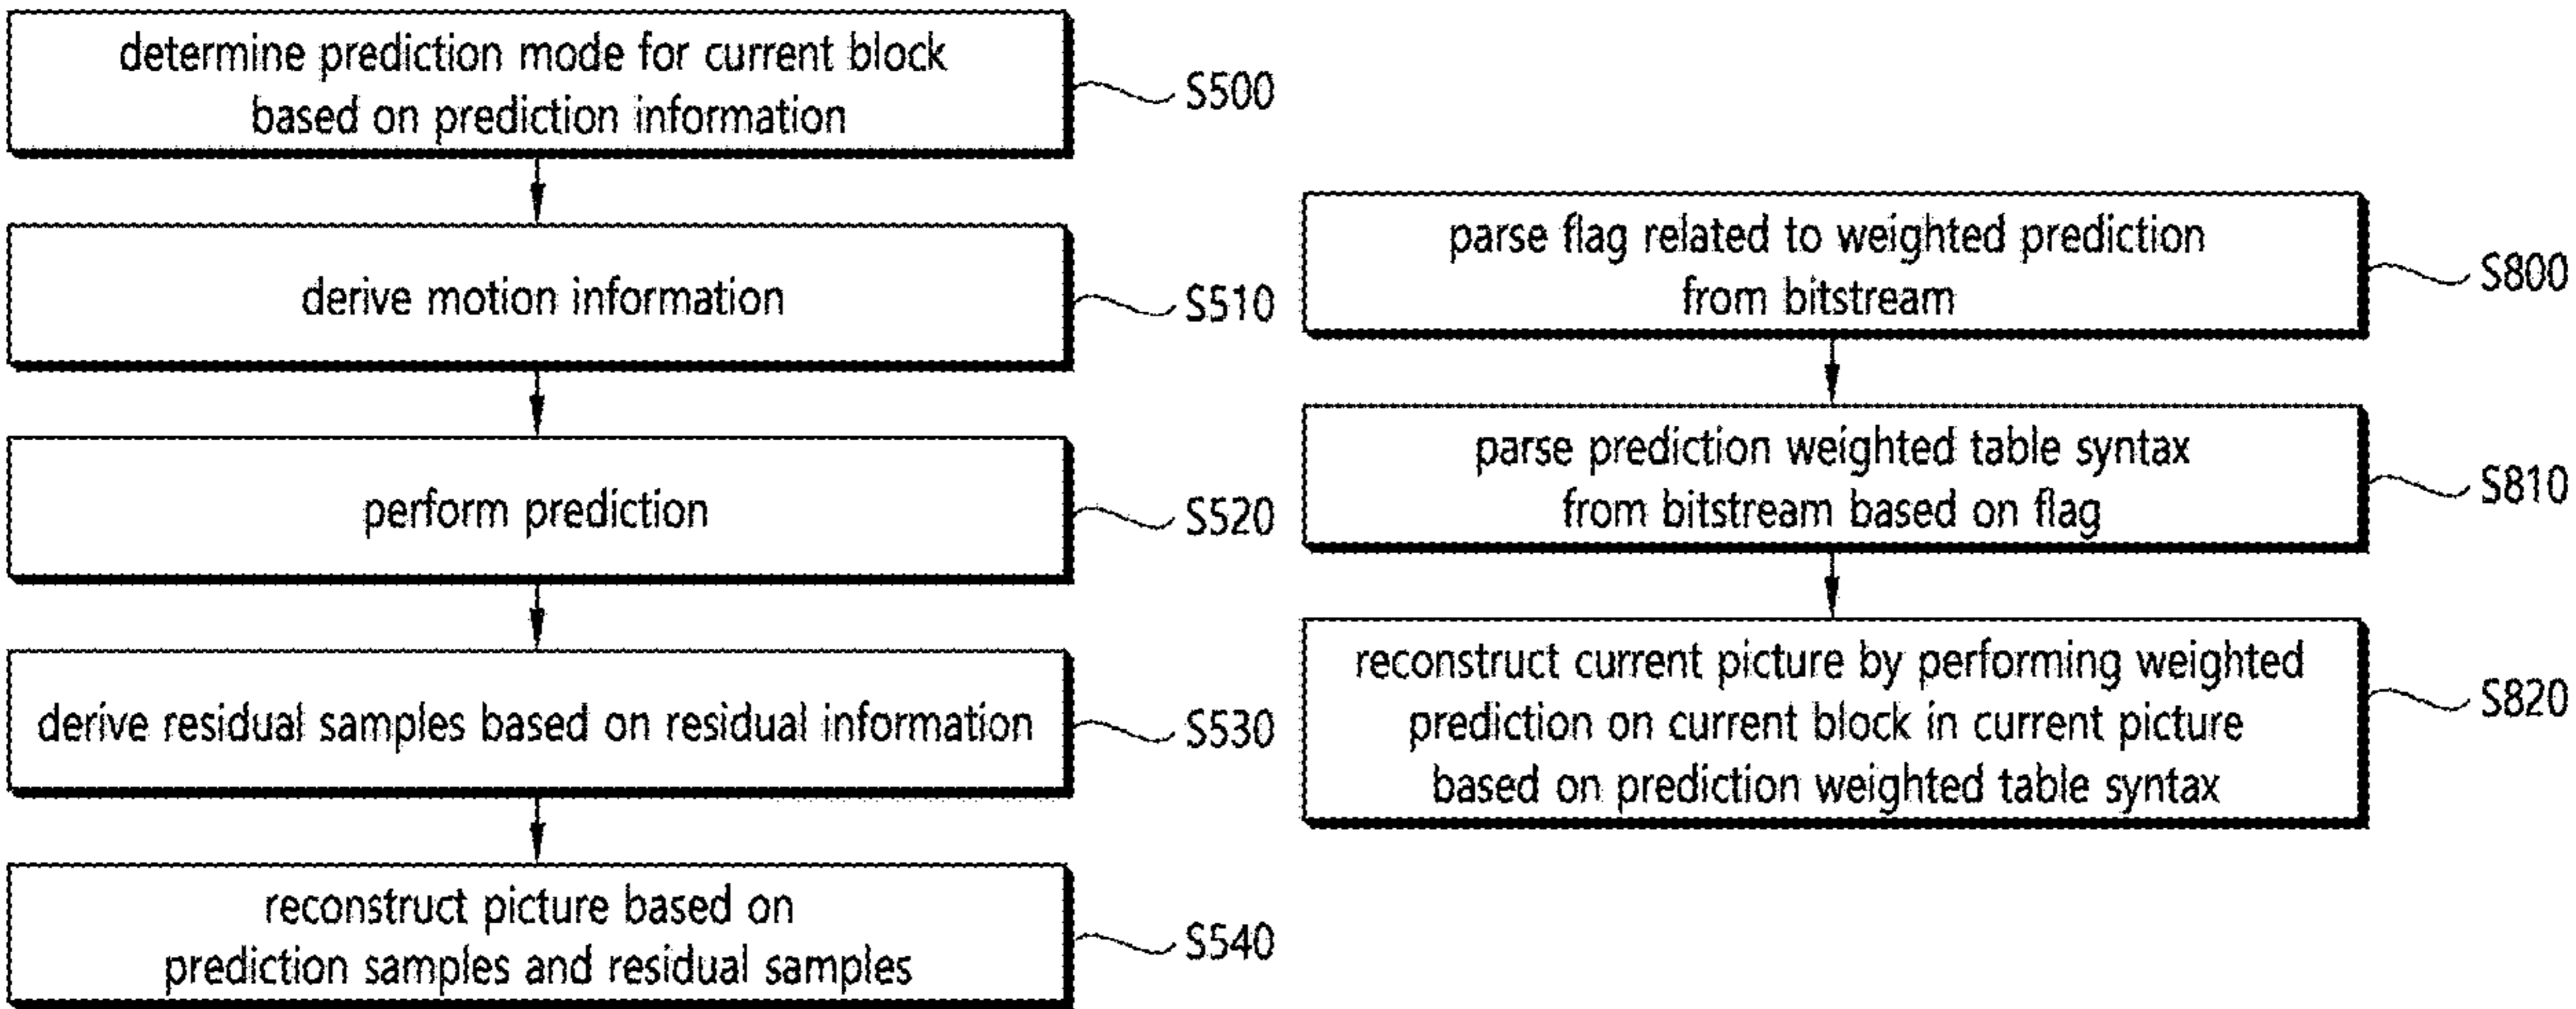 determine prediction mode for current block
based on prediction information
S500
derive motion information
S510
perform prediction
S520
derive residual samples based on residual information
S530
reconstruct picture based on
prediction samples and residual samples
S540
parse flag related to weighted prediction
from bitstream
S800
parse prediction weighted table syntax
from bitstream based on flag
S810
reconstruct current picture by performing weighted
prediction on current block in current picture
based on prediction weighted table syntax
S820